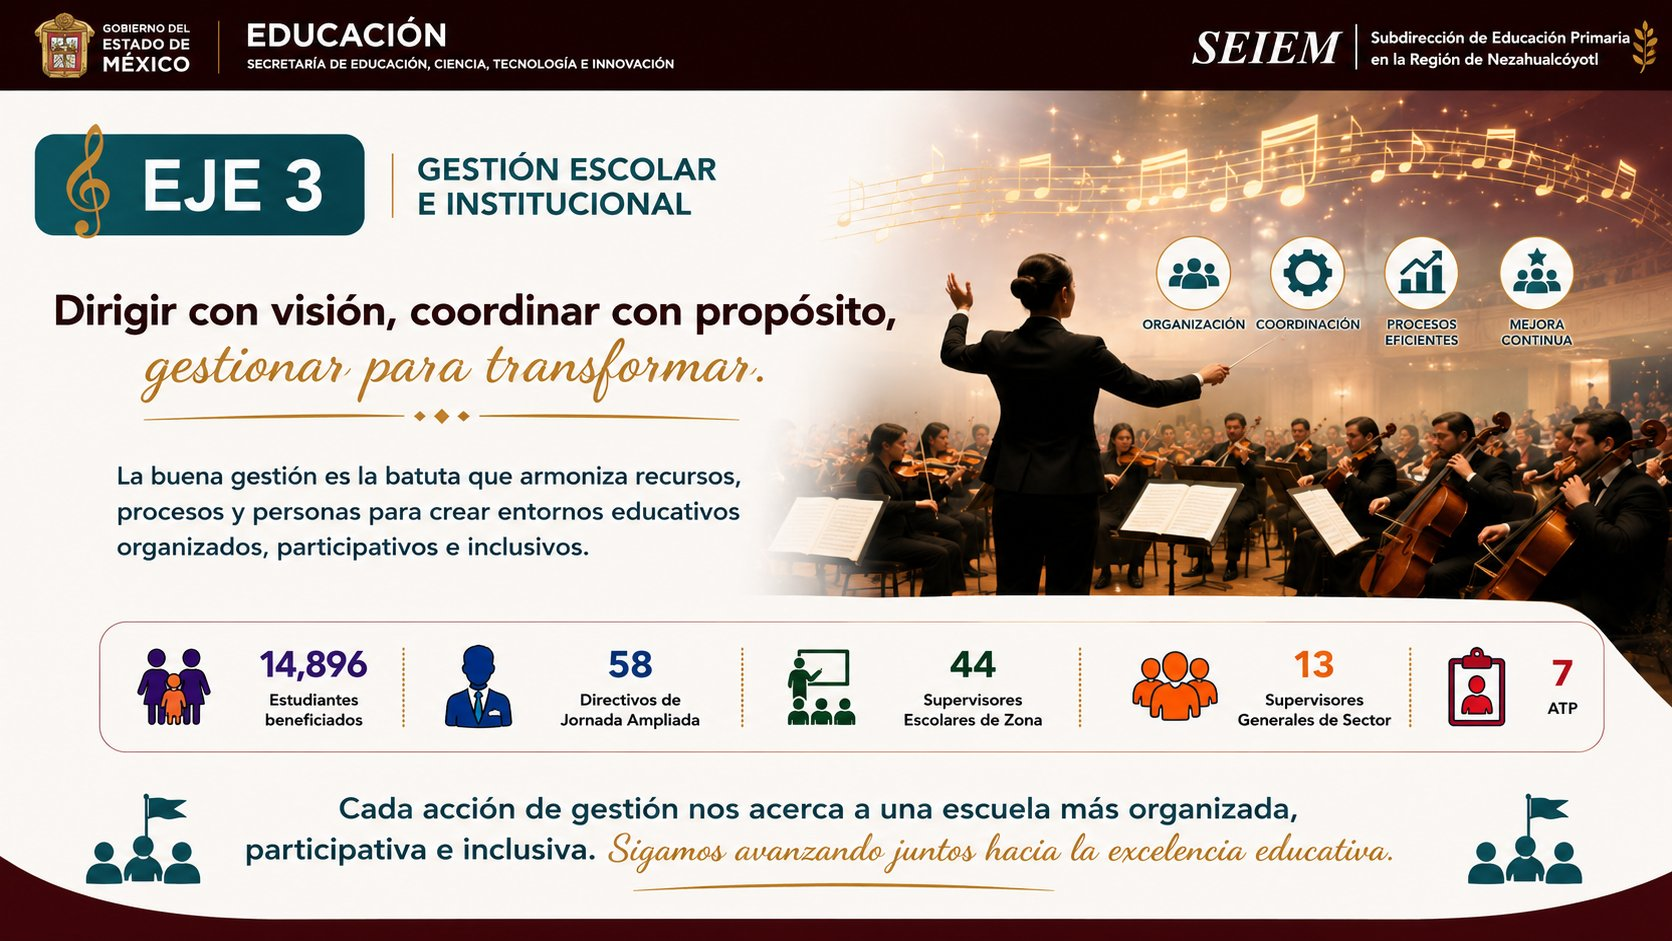 GOBIERNO DEL
ESTADO DE
MÉXICO
EDUCACIÓN
SECRETARÍA DE EDUCACIÓN, CIENCIA, TECNOLOGÍA E INNOVACIÓN
SEIEM
Subdirección de Educación Primaria
en la Región de Nezahualcóyotl
EJE 3
GESTIÓN ESCOLAR
E INSTITUCIONAL
ORGANIZACIÓN
COORDINACIÓN
PROCESOS
EFICIENTES
MEJORA
CONTINUA
Dirigir con visión, coordinar con propósito,
gestionar para transformar.
La buena gestión es la batuta que armoniza recursos,
procesos y personas para crear entornos educativos
organizados, participativos e inclusivos.
14,896
Estudiantes
beneficiados
58
Directivos de
Jornada Ampliada
44
Supervisores
Escolares de Zona
13
Supervisores
Generales de Sector
7
ATP
Cada acción de gestión nos acerca a una escuela más organizada,
participativa e inclusiva. Sigamos avanzando juntos hacia la excelencia educativa.